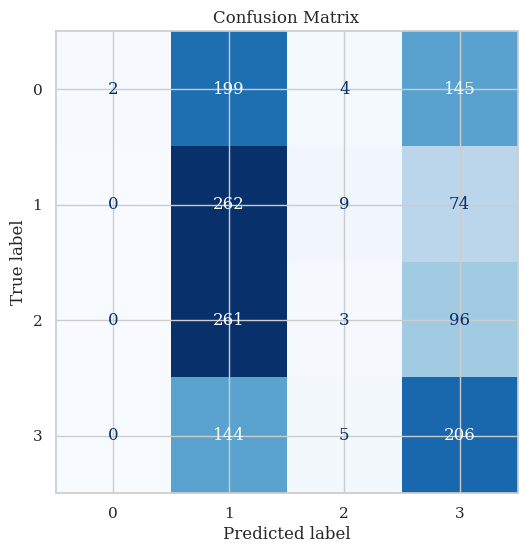 Confusion Matrix
True label
0 2 199 4 145
1 0 262 9 74
2 0 261 3 96
3 0 144 5 206
0 1 2 3
Predicted label